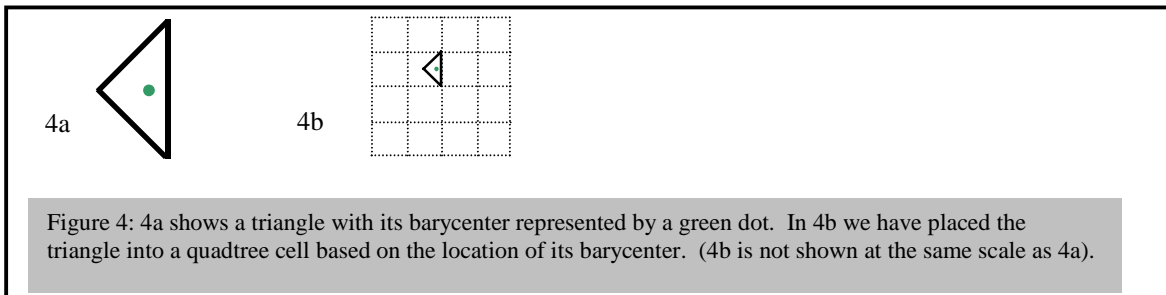 4a
4b
Figure 4: 4a shows a triangle with its barycenter represented by a green dot.  In 4b we have placed the
triangle into a quadtree cell based on the location of its barycenter.  (4b is not shown at the same scale as 4a).